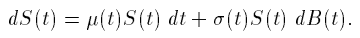 dS(t) = μ(t)S(t) dt + σ(t)S(t) dB(t).